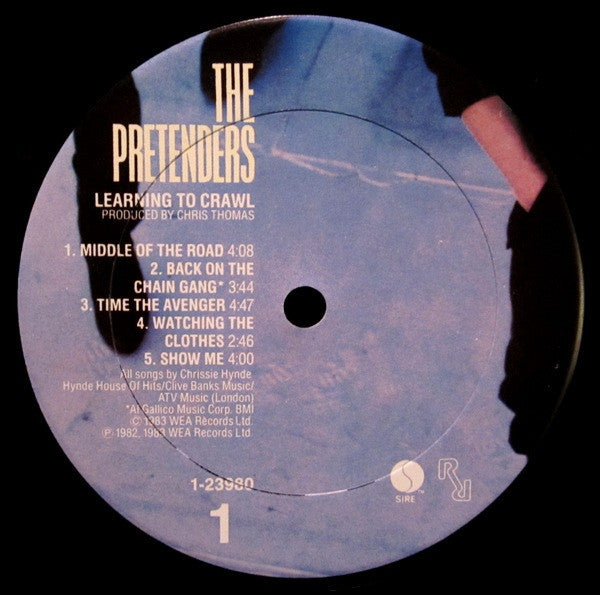 THE
PRETENDERS
LEARNING TO CRAWL
PRODUCED BY CHRIS THOMAS
1. MIDDLE OF THE ROAD 4:08
2. BACK ON THE
CHAIN GANG* 3:44
3. TIME THE AVENGER 4:47
4. WATCHING THE
CLOTHES 2:46
5. SHOW ME 4:00
All songs by Chrissie Hynde
Hynde House Of Hits/Clive Banks Music/
ATV Music (London)
*Al Gallico Music Corp. BMI
© 1983 WEA Records Ltd.
℗ 1982, 1983 WEA Records Ltd.
1-23980
1
S
SIRE™
RR